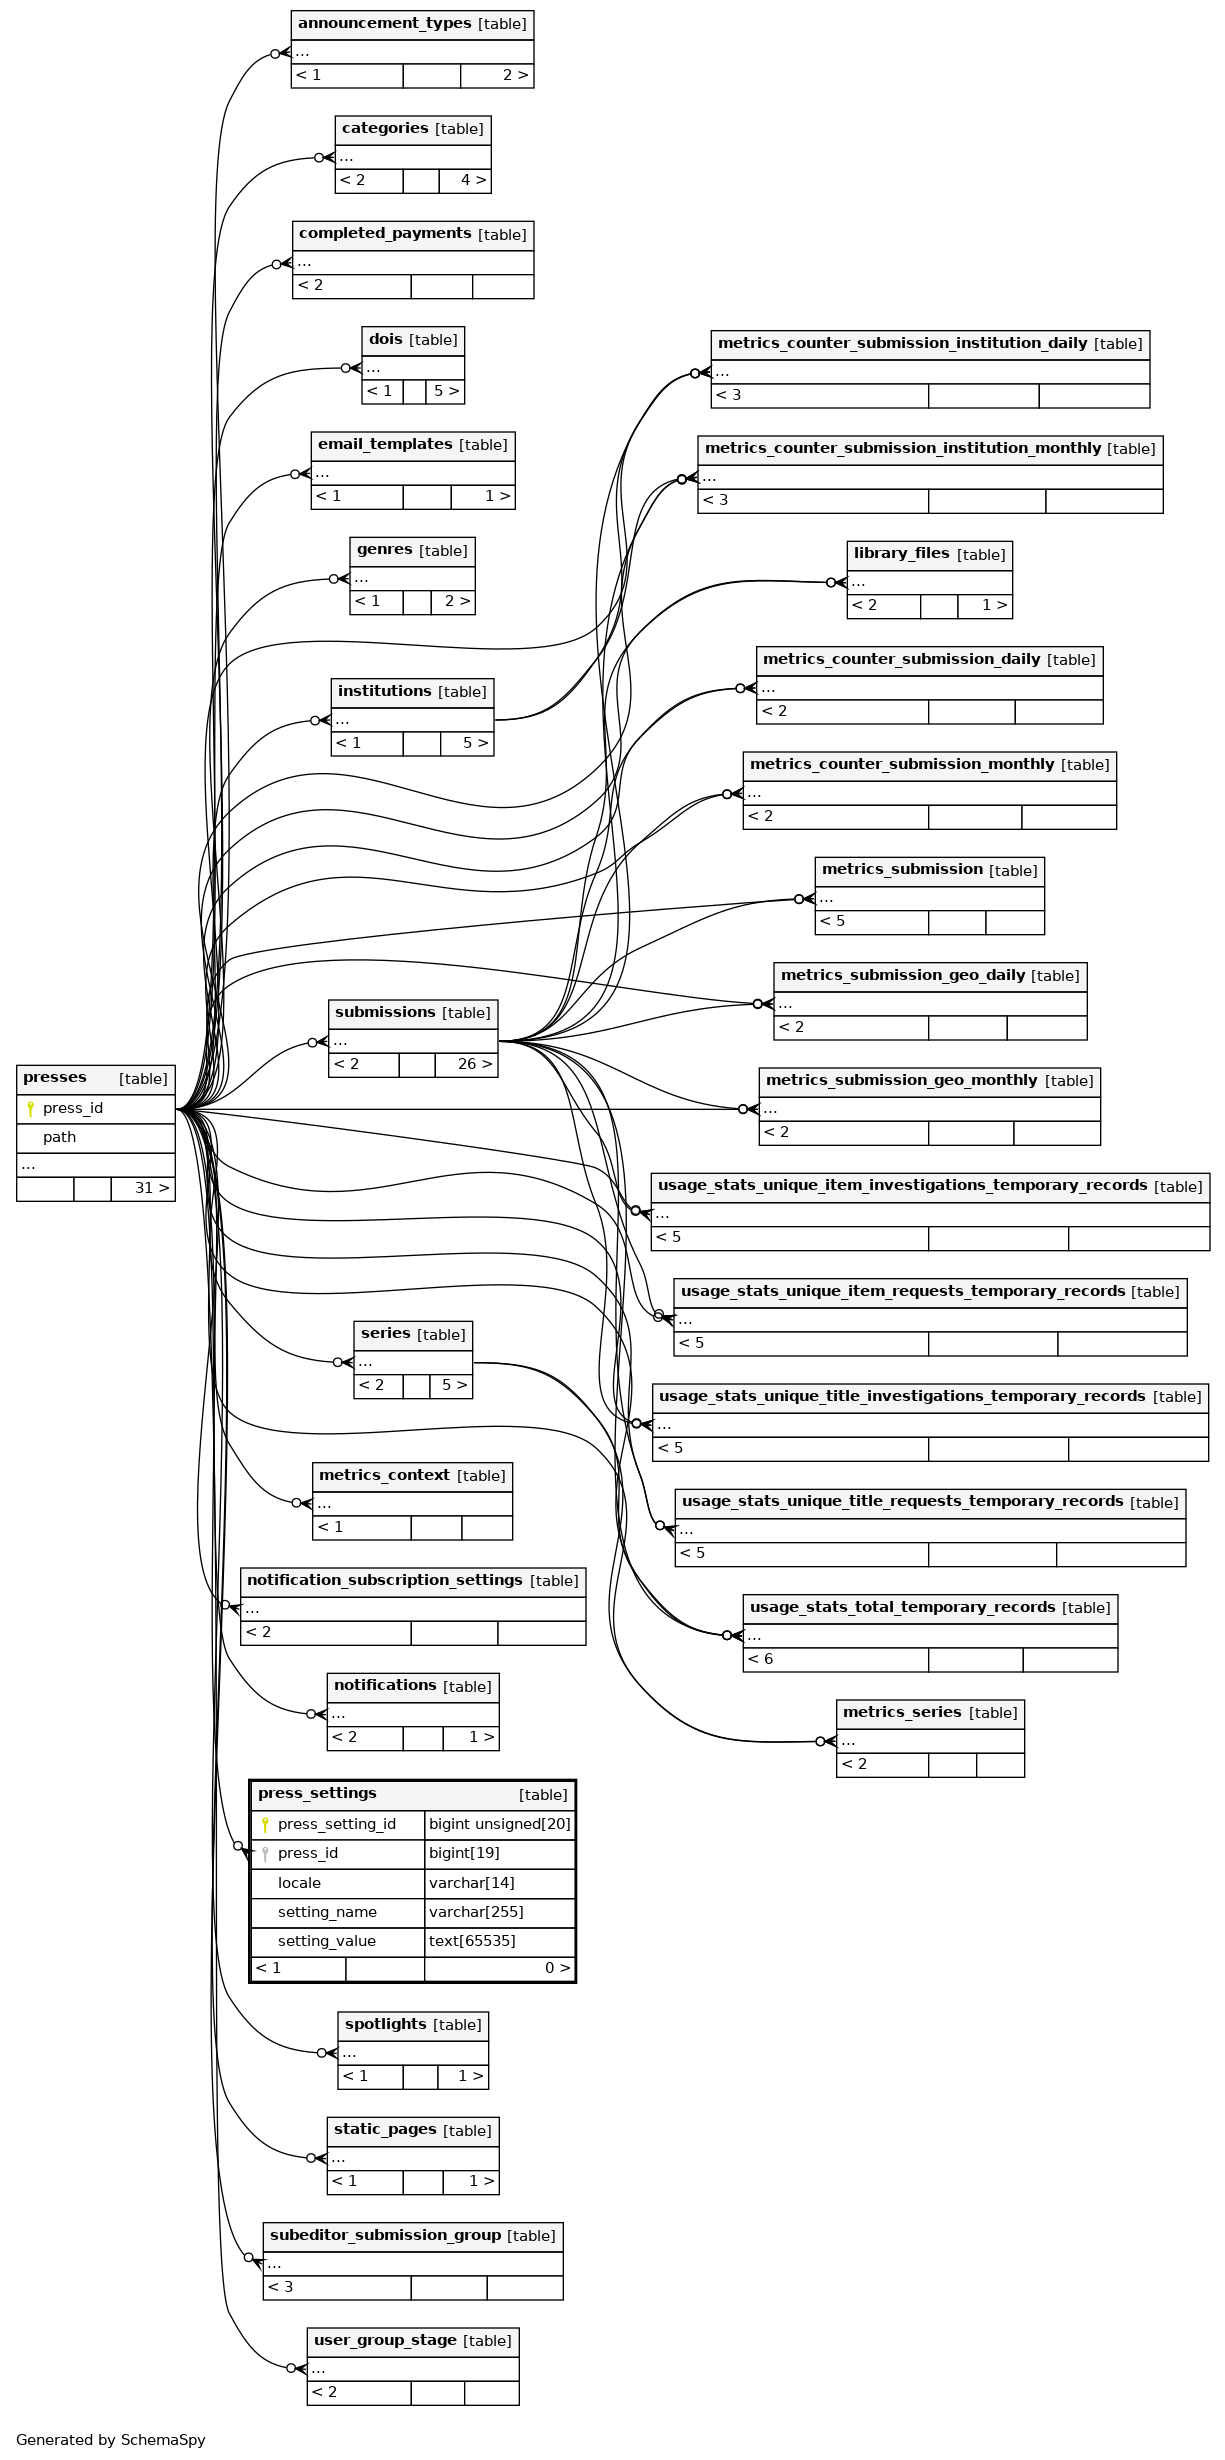 announcement_types [table]
...
< 1 2 >
categories [table]
...
< 2 4 >
completed_payments [table]
...
< 2
dois [table]
...
< 1 5 >
email_templates [table]
...
< 1 1 >
genres [table]
...
< 1 2 >
institutions [table]
...
< 1 5 >
submissions [table]
...
< 2 26 >
presses [table]
press_id
path
...
31 >
series [table]
...
< 2 5 >
metrics_context [table]
...
< 1
notification_subscription_settings [table]
...
< 2
notifications [table]
...
< 2 1 >
press_settings [table]
press_setting_id bigint unsigned[20]
press_id bigint[19]
locale varchar[14]
setting_name varchar[255]
setting_value text[65535]
< 1 0 >
spotlights [table]
...
< 1 1 >
static_pages [table]
...
< 1 1 >
subeditor_submission_group [table]
...
< 3
user_group_stage [table]
...
< 2
metrics_counter_submission_institution_daily [table]
...
< 3
metrics_counter_submission_institution_monthly [table]
...
< 3
library_files [table]
...
< 2 1 >
metrics_counter_submission_daily [table]
...
< 2
metrics_counter_submission_monthly [table]
...
< 2
metrics_submission [table]
...
< 5
metrics_submission_geo_daily [table]
...
< 2
metrics_submission_geo_monthly [table]
...
< 2
usage_stats_unique_item_investigations_temporary_records [table]
...
< 5
usage_stats_unique_item_requests_temporary_records [table]
...
< 5
usage_stats_unique_title_investigations_temporary_records [table]
...
< 5
usage_stats_unique_title_requests_temporary_records [table]
...
< 5
usage_stats_total_temporary_records [table]
...
< 6
metrics_series [table]
...
< 2
Generated by SchemaSpy